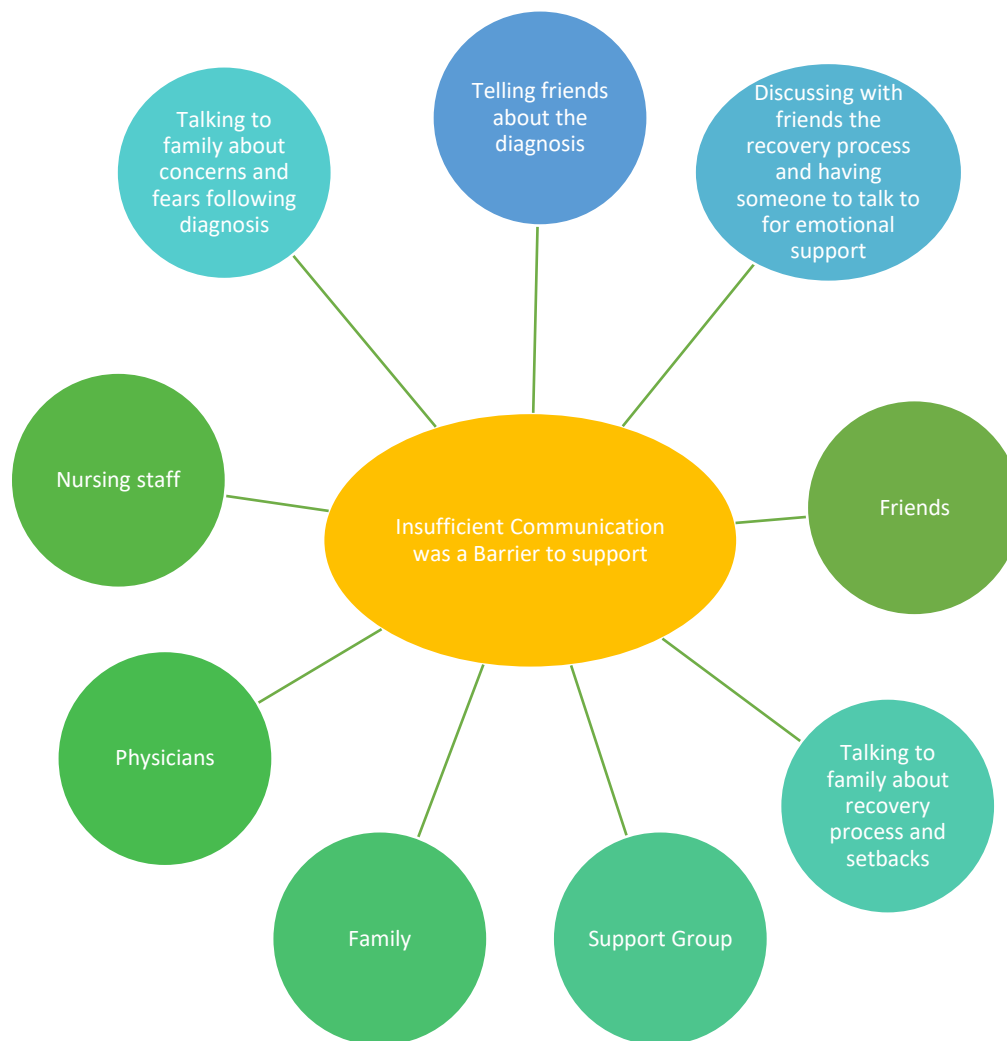 Telling friends
about the
diagnosis
Discussing with
friends the
recovery process
and having
someone to talk to
for emotional
support
Friends
Talking to
family about
recovery
process and
setbacks
Support Group
Family
Physicians
Nursing staff
Talking to
family about
concerns and
fears following
diagnosis
Insufficient Communication
was a Barrier to support